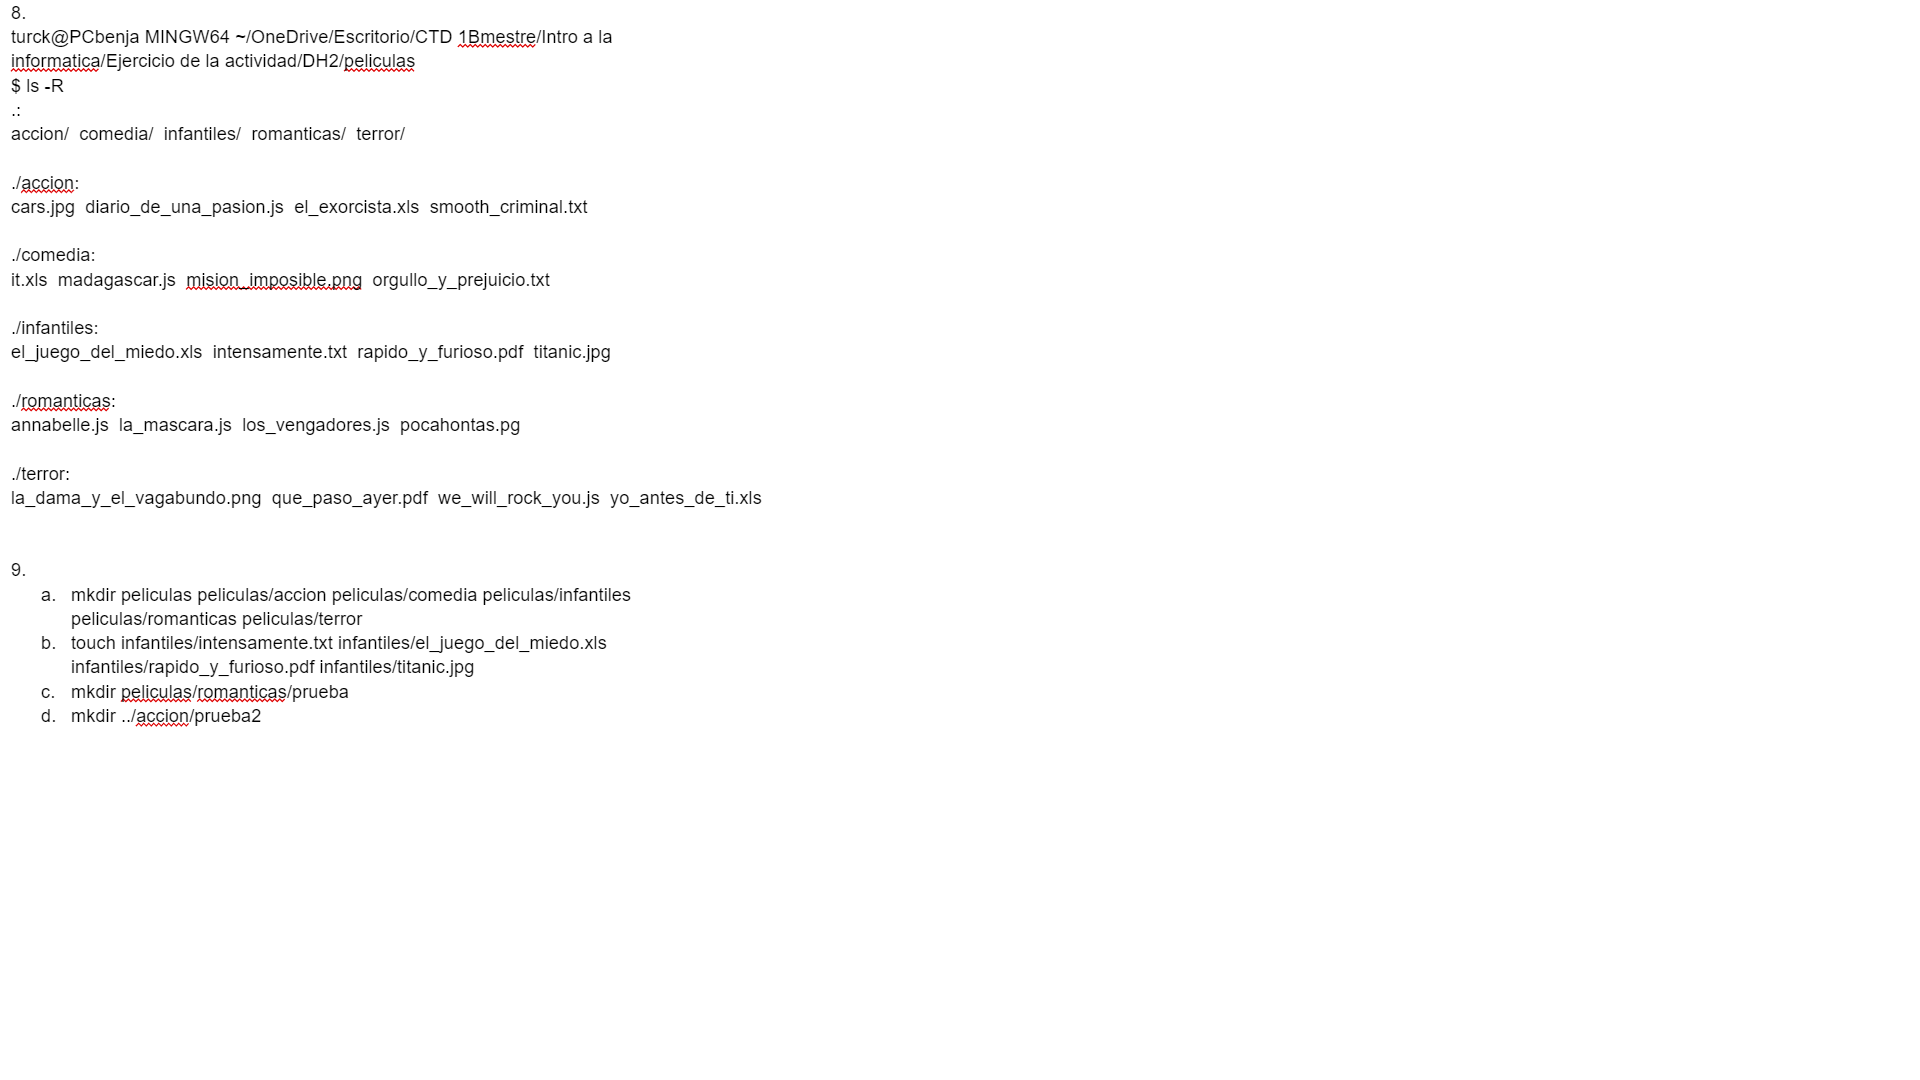 8.
turck@PCbenja MINGW64 ~/OneDrive/Escritorio/CTD 1Bmestre/Intro a la
informatica/Ejercicio de la actividad/DH2/peliculas
$ ls -R
.:
accion/  comedia/  infantiles/  romanticas/  terror/
./accion:
cars.jpg  diario_de_una_pasion.js  el_exorcista.xls  smooth_criminal.txt
./comedia:
it.xls  madagascar.js  mision_imposible.png  orgullo_y_prejuicio.txt
./infantiles:
el_juego_del_miedo.xls  intensamente.txt  rapido_y_furioso.pdf  titanic.jpg
./romanticas:
annabelle.js  la_mascara.js  los_vengadores.js  pocahontas.pg
./terror:
la_dama_y_el_vagabundo.png  que_paso_ayer.pdf  we_will_rock_you.js  yo_antes_de_ti.xls
9.
a. mkdir peliculas peliculas/accion peliculas/comedia peliculas/infantiles
peliculas/romanticas peliculas/terror
b. touch infantiles/intensamente.txt infantiles/el_juego_del_miedo.xls
infantiles/rapido_y_furioso.pdf infantiles/titanic.jpg
c. mkdir peliculas/romanticas/prueba
d. mkdir ../accion/prueba2